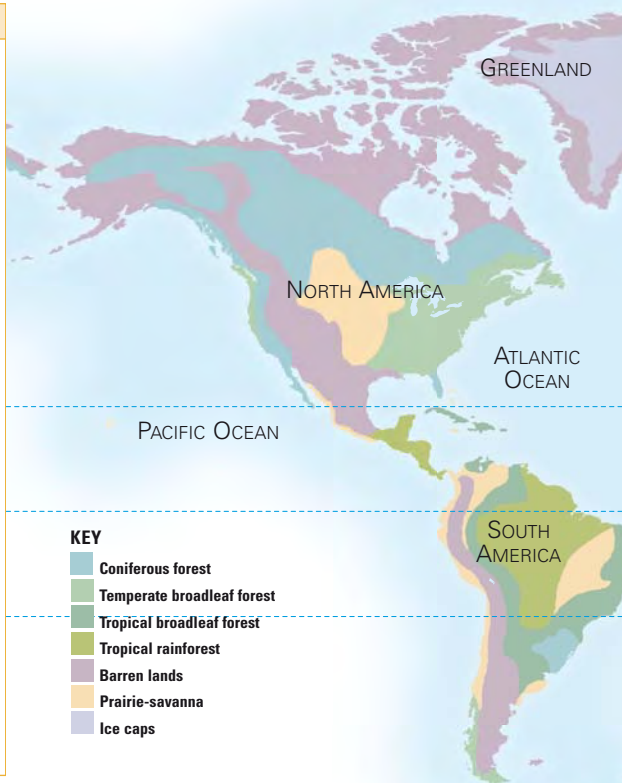 GREENLAND
NORTH AMERICA
ATLANTIC
OCEAN
PACIFIC OCEAN
SOUTH
AMERICA
KEY
Coniferous forest
Temperate broadleaf forest
Tropical broadleaf forest
Tropical rainforest
Barren lands
Prairie-savanna
Ice caps